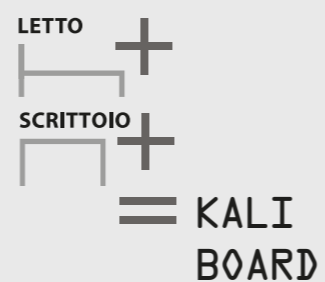 LETTO +
SCRITTOIO +
= KALI
BOARD